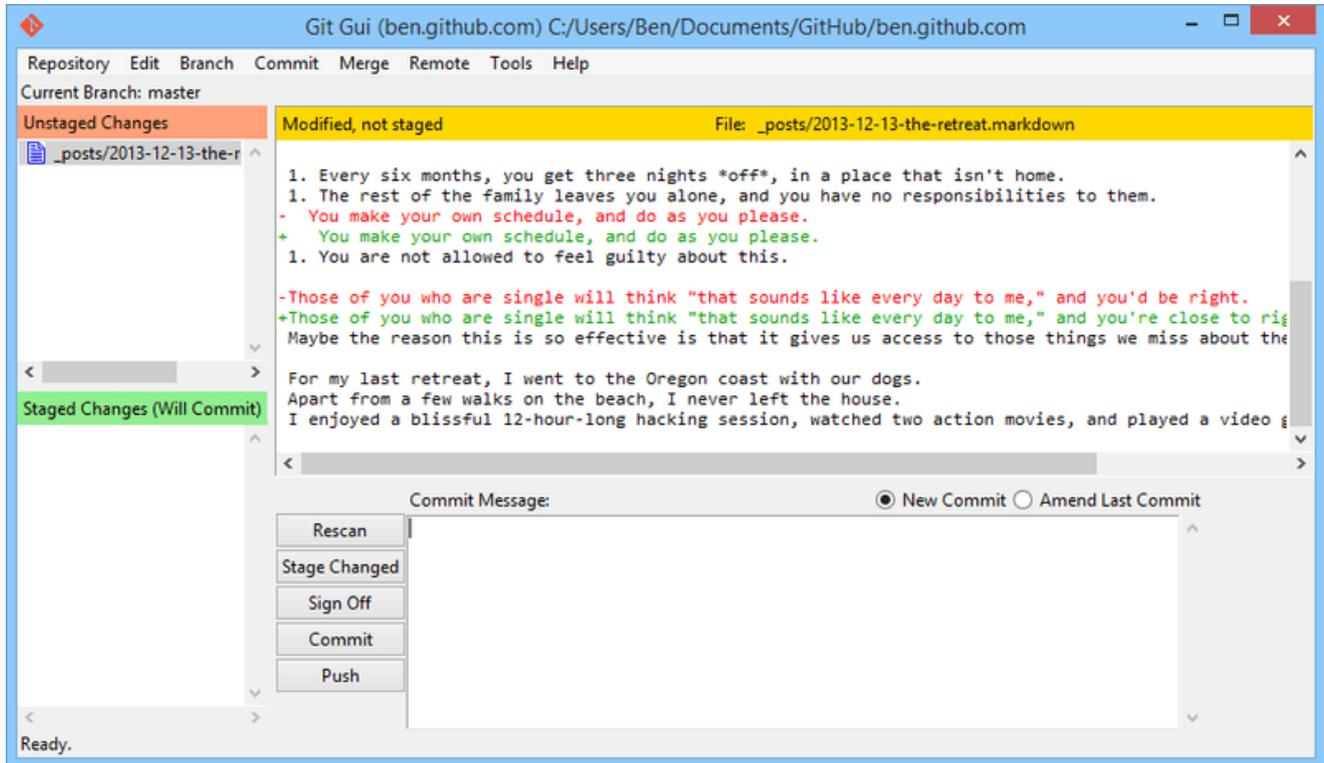 Git Gui (ben.github.com) C:/Users/Ben/Documents/GitHub/ben.github.com
Repository Edit Branch Commit Merge Remote Tools Help
Current Branch: master
Unstaged Changes
_posts/2013-12-13-the-r
Staged Changes (Will Commit)
Modified, not staged File: _posts/2013-12-13-the-retreat.markdown
1. Every six months, you get three nights *off*, in a place that isn't home.
1. The rest of the family leaves you alone, and you have no responsibilities to them.
-  You make your own schedule, and do as you please.
+   You make your own schedule, and do as you please.
1. You are not allowed to feel guilty about this.
-Those of you who are single will think "that sounds like every day to me," and you'd be right.
+Those of you who are single will think "that sounds like every day to me," and you're close to rig
Maybe the reason this is so effective is that it gives us access to those things we miss about the
For my last retreat, I went to the Oregon coast with our dogs.
Apart from a few walks on the beach, I never left the house.
I enjoyed a blissful 12-hour-long hacking session, watched two action movies, and played a video
Commit Message: New Commit Amend Last Commit
Rescan
Stage Changed
Sign Off
Commit
Push
Ready.